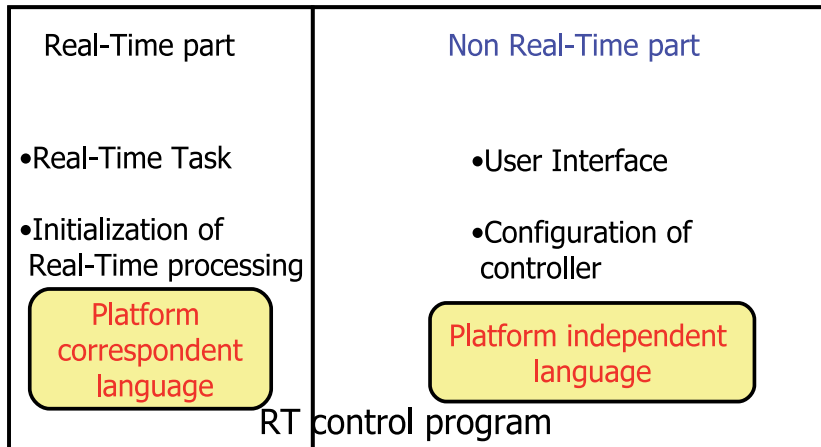 Real-Time part
•Real-Time Task
•Initialization of
Real-Time processing
Platform
correspondent
language
Non Real-Time part
•User Interface
•Configuration of
controller
Platform independent
language
RT control program